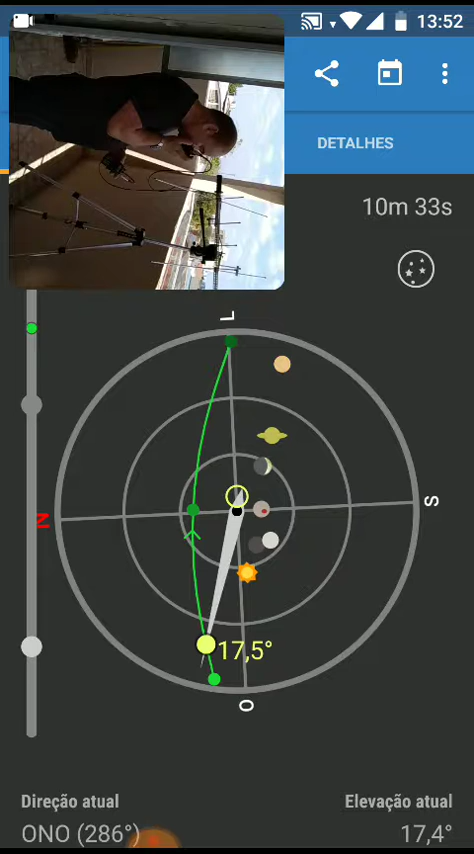 13:52
DETALHES
10m 33s
L
N
S
17,5°
O
Direção atual
Elevação atual
ONO (286°)
17,4°